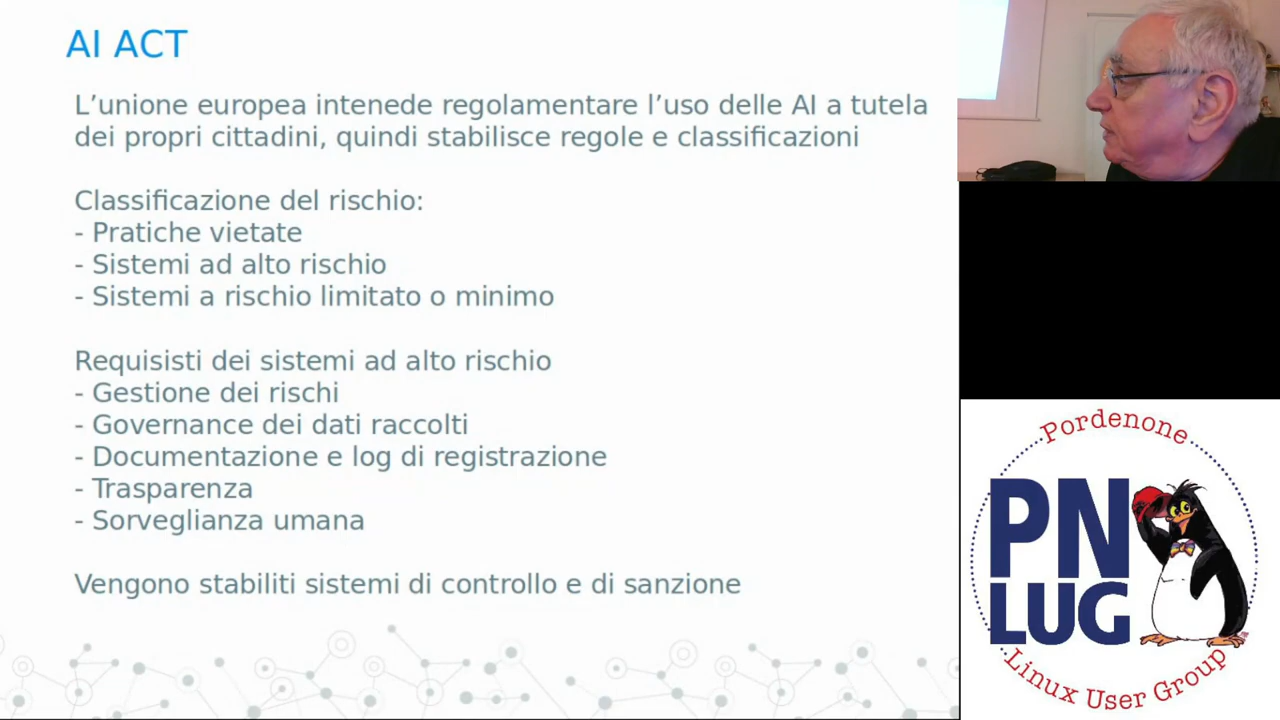 AI ACT
L’unione europea intenede regolamentare l’uso delle AI a tutela
dei propri cittadini, quindi stabilisce regole e classificazioni
Classificazione del rischio:
- Pratiche vietate
- Sistemi ad alto rischio
- Sistemi a rischio limitato o minimo
Requisisti dei sistemi ad alto rischio
- Gestione dei rischi
- Governance dei dati raccolti
- Documentazione e log di registrazione
- Trasparenza
- Sorveglianza umana
Vengono stabiliti sistemi di controllo e di sanzione
Pordenone
PN
LUG
Linux User Group